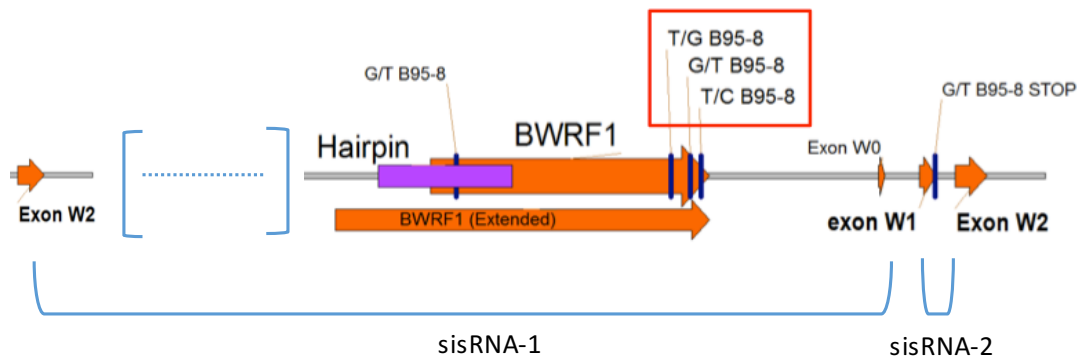 T/G B95-8
G/T B95-8
G/T B95-8
G/T B95-8 STOP
T/C B95-8
Hairpin
BWRF1
Exon W0
Exon W2
BWRF1 (Extended)
exon W1
Exon W2
sisRNA-1
sisRNA-2